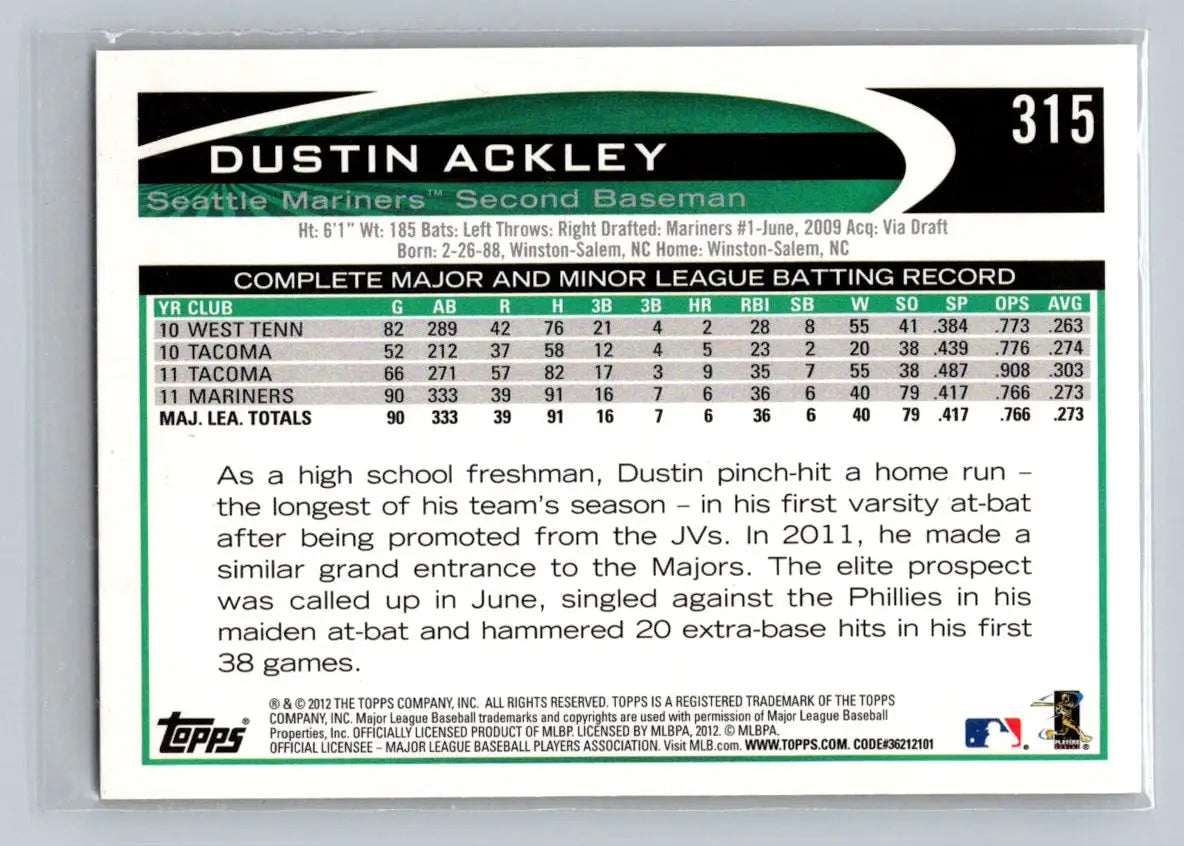 315
DUSTIN ACKLEY
Seattle Mariners™ Second Baseman
Ht: 6'1" Wt: 185 Bats: Left Throws: Right Drafted: Mariners #1-June, 2009 Acq: Via Draft
Born: 2-26-88, Winston-Salem, NC Home: Winston-Salem, NC
COMPLETE MAJOR AND MINOR LEAGUE BATTING RECORD
YR CLUB G AB R H 3B 3B HR RBI SB W SO SP OPS AVG
10 WEST TENN 82 289 42 76 21 4 2 28 8 55 41 .384 .773 .263
10 TACOMA 52 212 37 58 12 4 5 23 2 20 38 .439 .776 .274
11 TACOMA 66 271 57 82 17 3 9 35 7 55 38 .487 .908 .303
11 MARINERS 90 333 39 91 16 7 6 36 6 40 79 .417 .766 .273
MAJ. LEA. TOTALS 90 333 39 91 16 7 6 36 6 40 79 .417 .766 .273
As a high school freshman, Dustin pinch-hit a home run –
the longest of his team's season – in his first varsity at-bat
after being promoted from the JVs. In 2011, he made a
similar grand entrance to the Majors. The elite prospect
was called up in June, singled against the Phillies in his
maiden at-bat and hammered 20 extra-base hits in his first
38 games.
® & © 2012 THE TOPPS COMPANY, INC. ALL RIGHTS RESERVED. TOPPS IS A REGISTERED TRADEMARK OF THE TOPPS
COMPANY, INC. Major League Baseball trademarks and copyrights are used with permission of Major League Baseball
Properties, Inc. OFFICIALLY LICENSED PRODUCT OF MLBP. LICENSED BY MLBPA, 2012. © MLBPA.
OFFICIAL LICENSEE – MAJOR LEAGUE BASEBALL PLAYERS ASSOCIATION. Visit MLB.com. WWW.TOPPS.COM. CODE#36212101
Topps®
PLAYERS